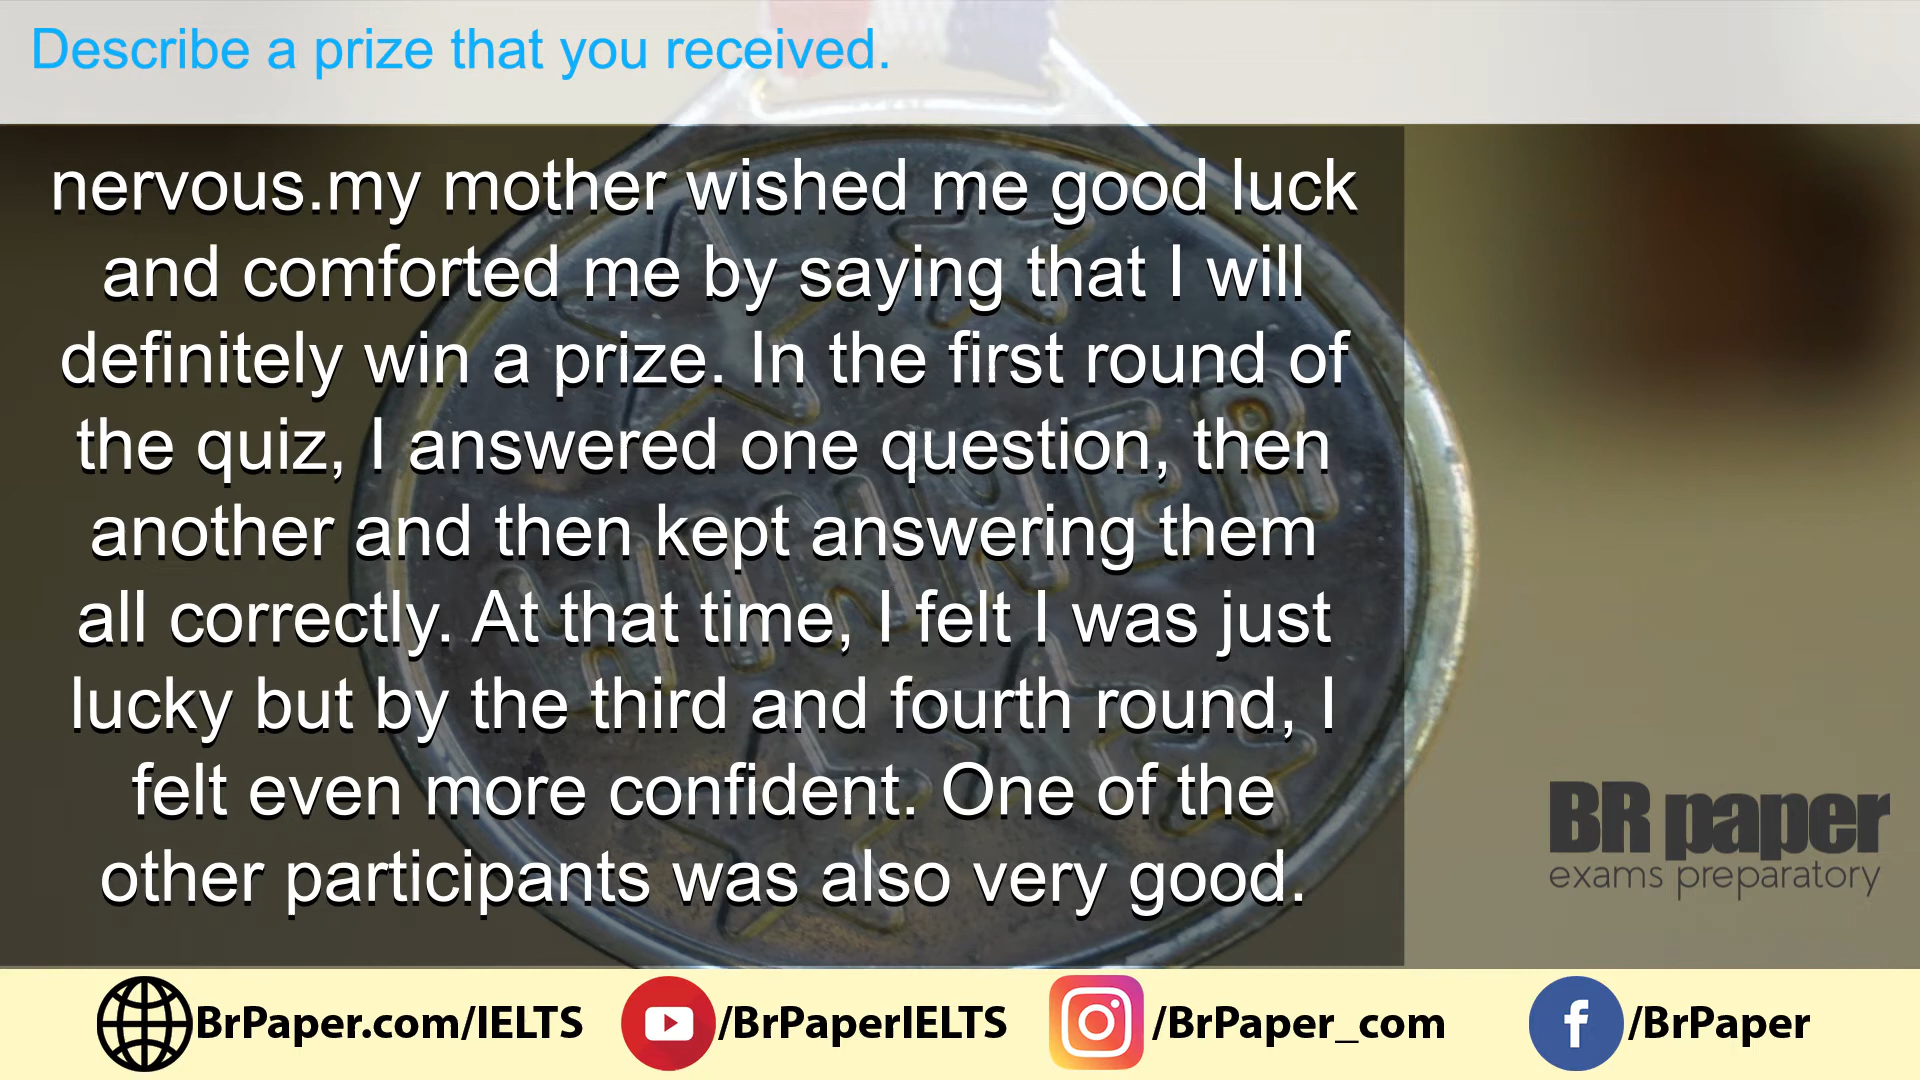 Describe a prize that you received.
nervous.my mother wished me good luck
and comforted me by saying that I will
definitely win a prize. In the first round of
the quiz, I answered one question, then
another and then kept answering them
all correctly. At that time, I felt I was just
lucky but by the third and fourth round, I
felt even more confident. One of the
other participants was also very good.
WINNER
BR paper
exams preparatory
BrPaper.com/IELTS
/BrPaperIELTS
/BrPaper_com
/BrPaper